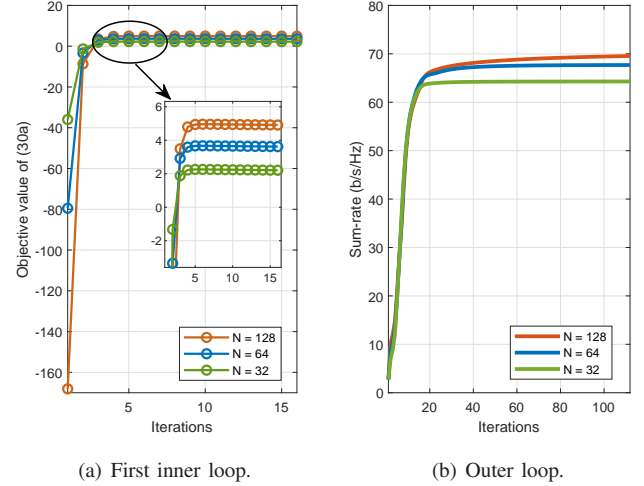 20
0
-20
-40
-60
-80
-100
-120
-140
-160
Objective value of (30a)
6
4
2
0
-2
5 10 15
N = 128
N = 64
N = 32
5 10 15
Iterations
(a) First inner loop.
80
70
60
50
40
30
20
10
0
Sum-rate (b/s/Hz)
N = 128
N = 64
N = 32
20 40 60 80 100
Iterations
(b) Outer loop.